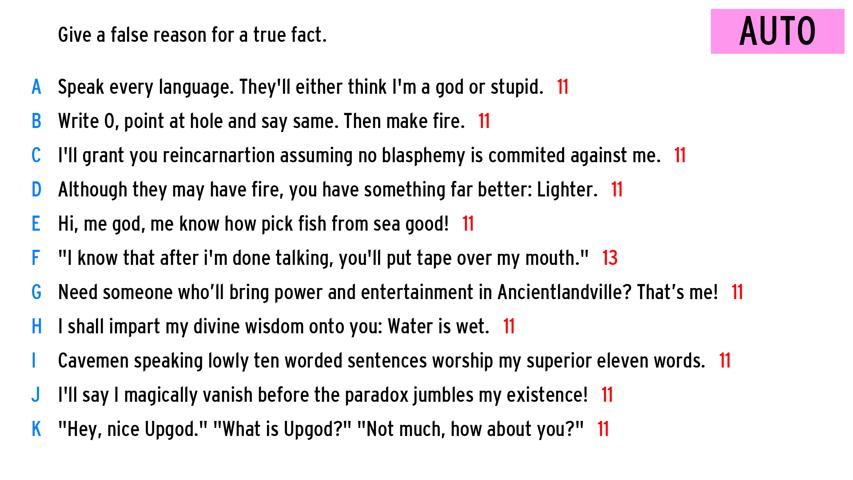 Give a false reason for a true fact.
AUTO
A Speak every language. They'll either think I'm a god or stupid. 11
B Write O, point at hole and say same. Then make fire. 11
C I'll grant you reincarnartion assuming no blasphemy is commited against me. 11
D Although they may have fire, you have something far better: Lighter. 11
E Hi, me god, me know how pick fish from sea good! 11
F "I know that after i'm done talking, you'll put tape over my mouth." 13
G Need someone who’ll bring power and entertainment in Ancientlandville? That’s me! 11
H I shall impart my divine wisdom onto you: Water is wet. 11
I Cavemen speaking lowly ten worded sentences worship my superior eleven words. 11
J I'll say I magically vanish before the paradox jumbles my existence! 11
K "Hey, nice Upgod." "What is Upgod?" "Not much, how about you?" 11